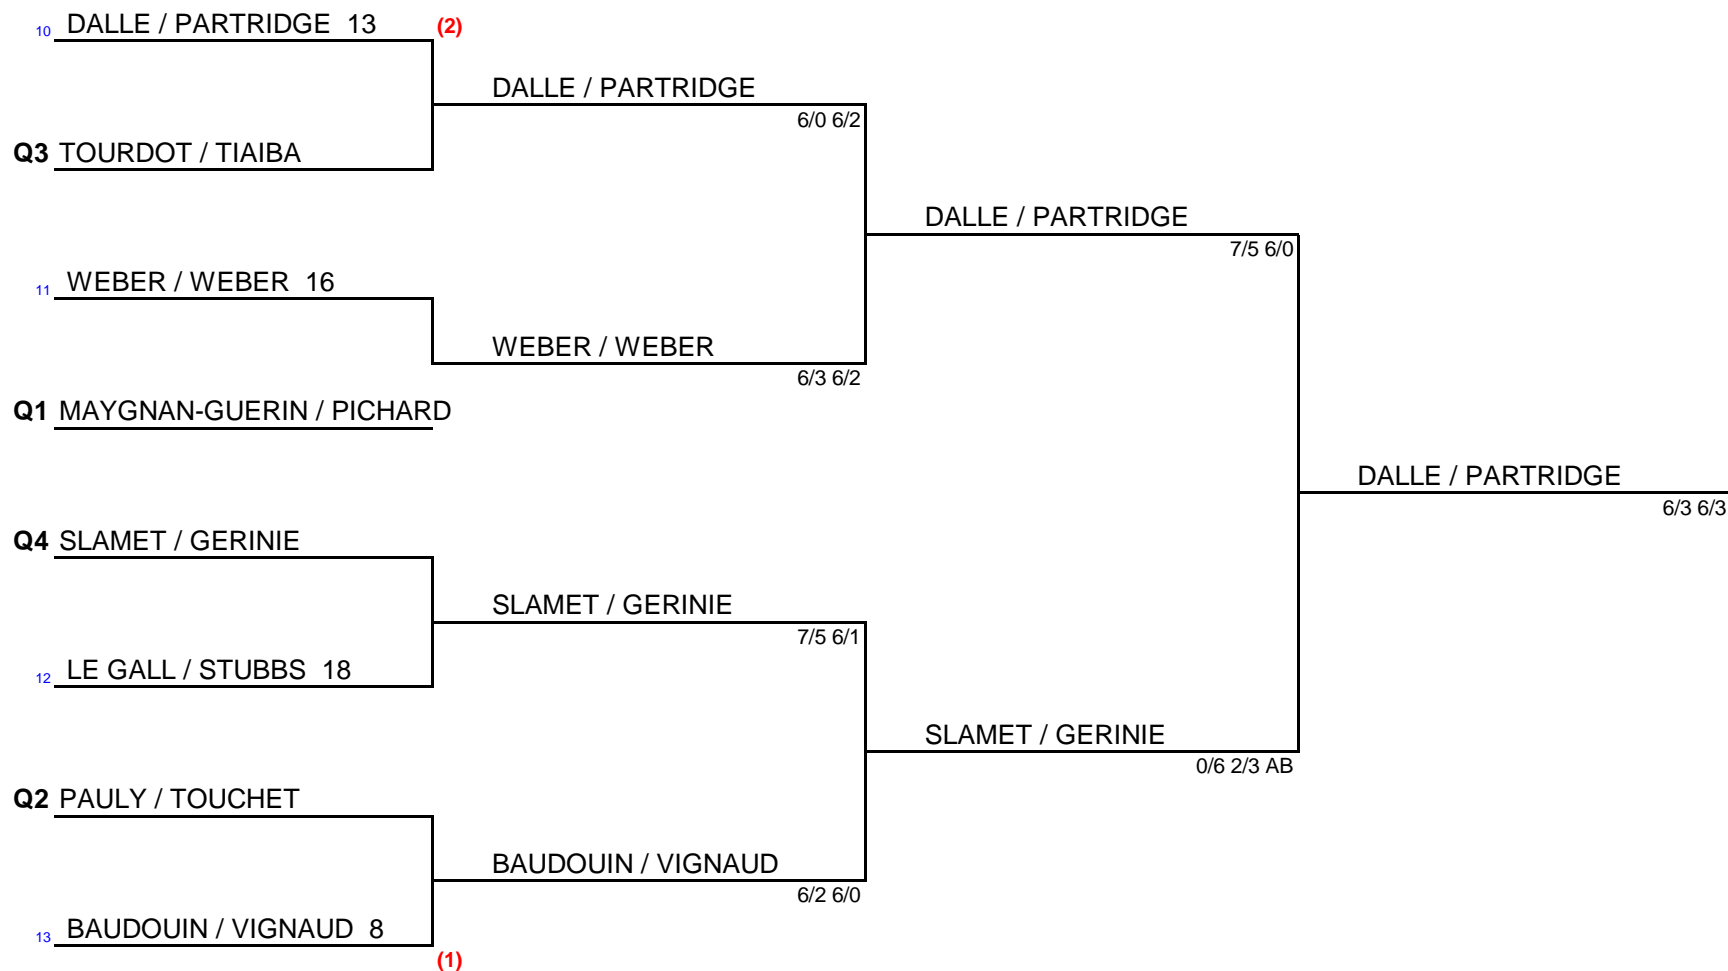 10 DALLE / PARTRIDGE 13 (2)
DALLE / PARTRIDGE
6/0 6/2
Q3 TOURDOT / TIAIBA
DALLE / PARTRIDGE
7/5 6/0
11 WEBER / WEBER 16
WEBER / WEBER
6/3 6/2
Q1 MAYGNAN-GUERIN / PICHARD
DALLE / PARTRIDGE
6/3 6/3
Q4 SLAMET / GERINIE
SLAMET / GERINIE
7/5 6/1
12 LE GALL / STUBBS 18
SLAMET / GERINIE
0/6 2/3 AB
Q2 PAULY / TOUCHET
BAUDOUIN / VIGNAUD
6/2 6/0
13 BAUDOUIN / VIGNAUD 8
(1)